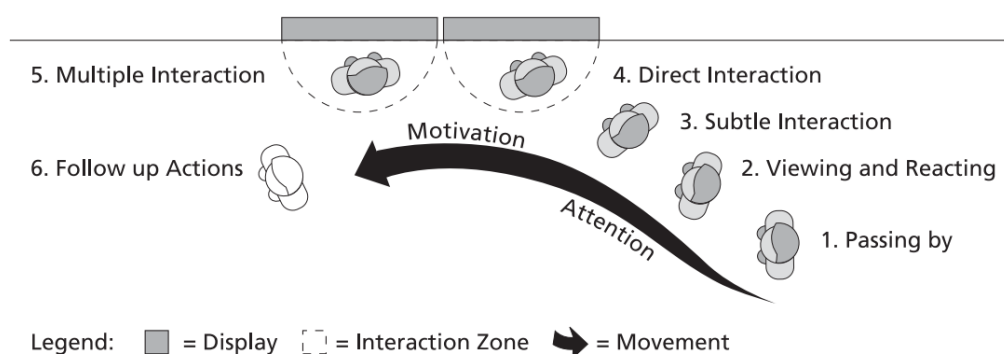 5. Multiple Interaction
4. Direct Interaction
Motivation
3. Subtle Interaction
6. Follow up Actions
2. Viewing and Reacting
Attention
1. Passing by
Legend: = Display = Interaction Zone = Movement